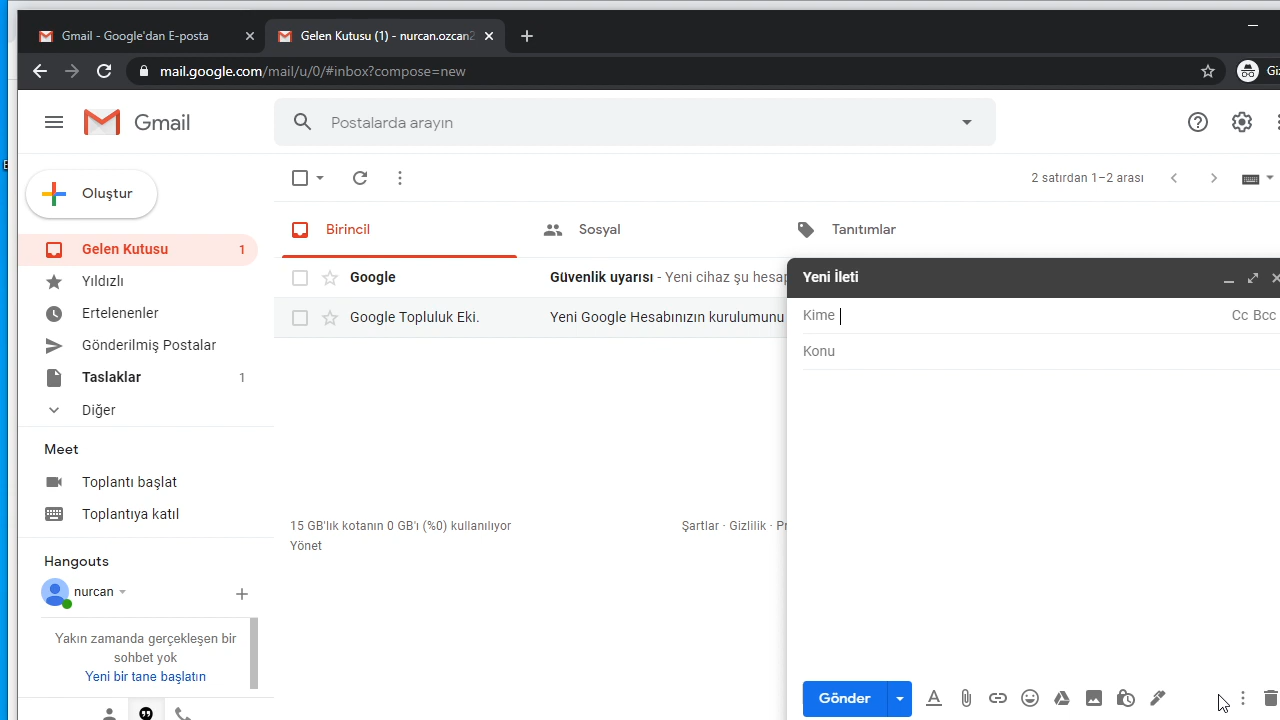 Gmail - Google'dan E-posta
Gelen Kutusu (1) - nurcan.ozcan2
mail.google.com/mail/u/0/#inbox?compose=new
Giz
Gmail
Postalarda arayın
Oluştur
2 satırdan 1–2 arası
Gelen Kutusu 1
Yıldızlı
Ertelenenler
Gönderilmiş Postalar
Taslaklar 1
Diğer
Meet
Toplantı başlat
Toplantıya katıl
Hangouts
nurcan
Yakın zamanda gerçekleşen bir
sohbet yok
Yeni bir tane başlatın
Birincil
Sosyal
Tanıtımlar
Google Güvenlik uyarısı - Yeni cihaz şu hesap
Google Topluluk Eki. Yeni Google Hesabınızın kurulumunu
15 GB'lık kotanın 0 GB'ı (%0) kullanılıyor
Yönet
Şartlar · Gizlilik · Pr
Yeni İleti
Kime
Cc Bcc
Konu
Gönder